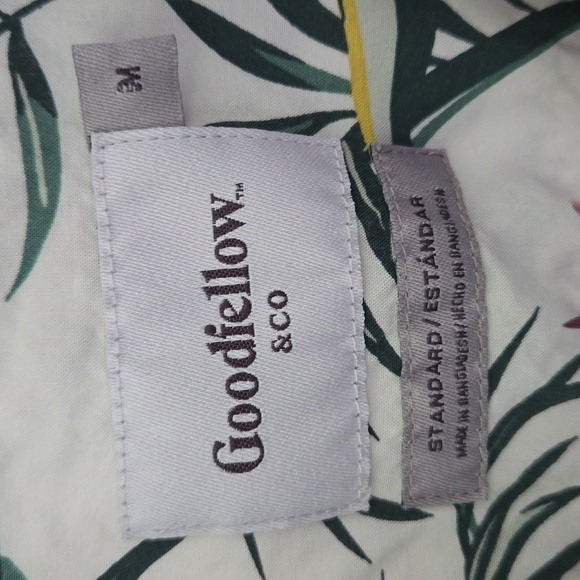 M
Goodfellow™
& CO
STANDARD / ESTÁNDAR
MADE IN BANGLADESH / HECHO EN BANGLADESH